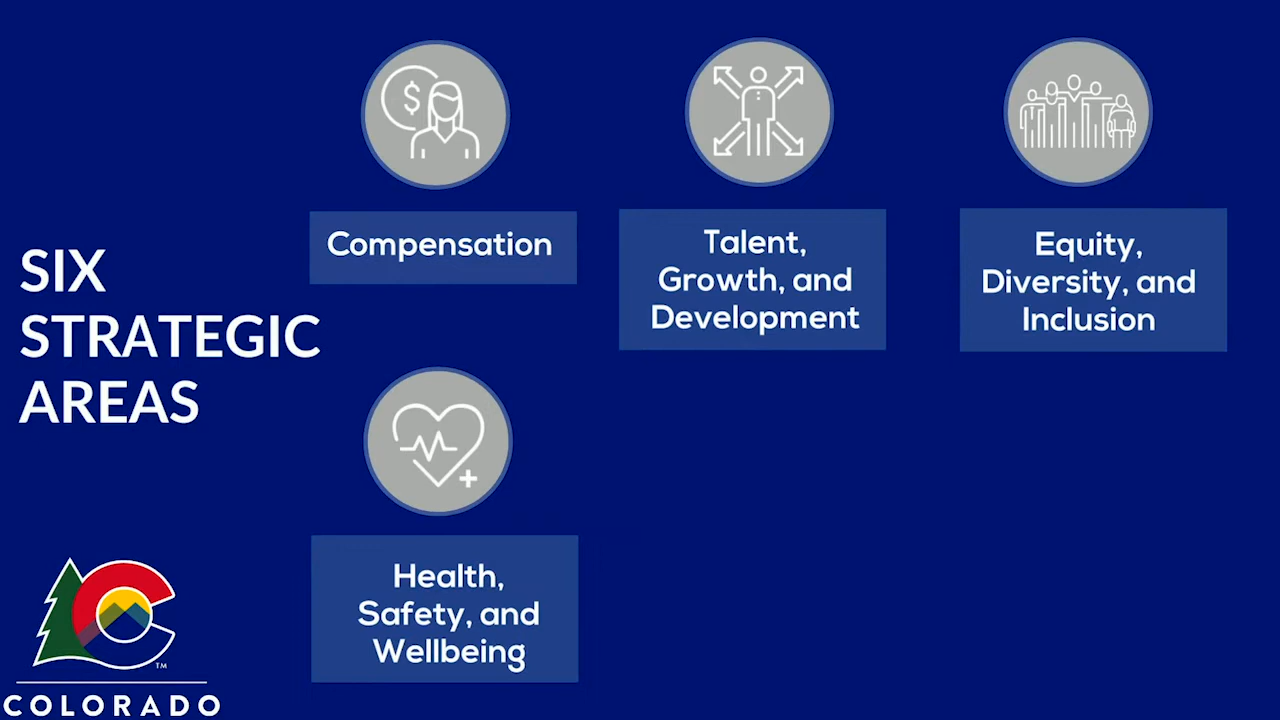 SIX
STRATEGIC
AREAS
$
Compensation
Talent,
Growth, and
Development
Equity,
Diversity, and
Inclusion
Health,
Safety, and
Wellbeing
TM
COLORADO